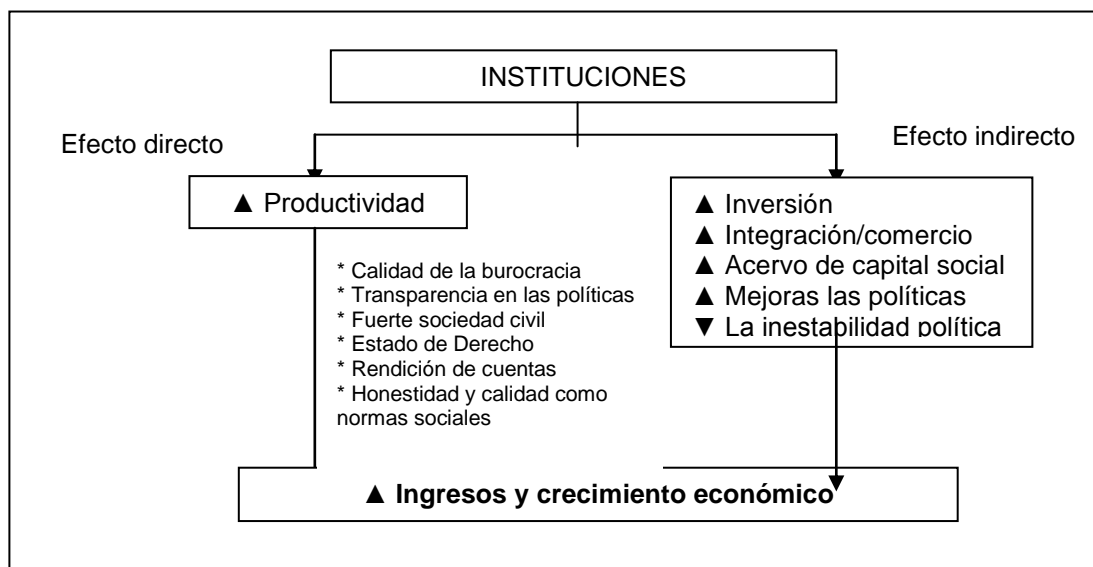 INSTITUCIONES
Efecto directo
Efecto indirecto
▲ Productividad
* Calidad de la burocracia
* Transparencia en las políticas
* Fuerte sociedad civil
* Estado de Derecho
* Rendición de cuentas
* Honestidad y calidad como
normas sociales
▲ Inversión
▲ Integración/comercio
▲ Acervo de capital social
▲ Mejoras las políticas
▼ La inestabilidad política
▲ Ingresos y crecimiento económico